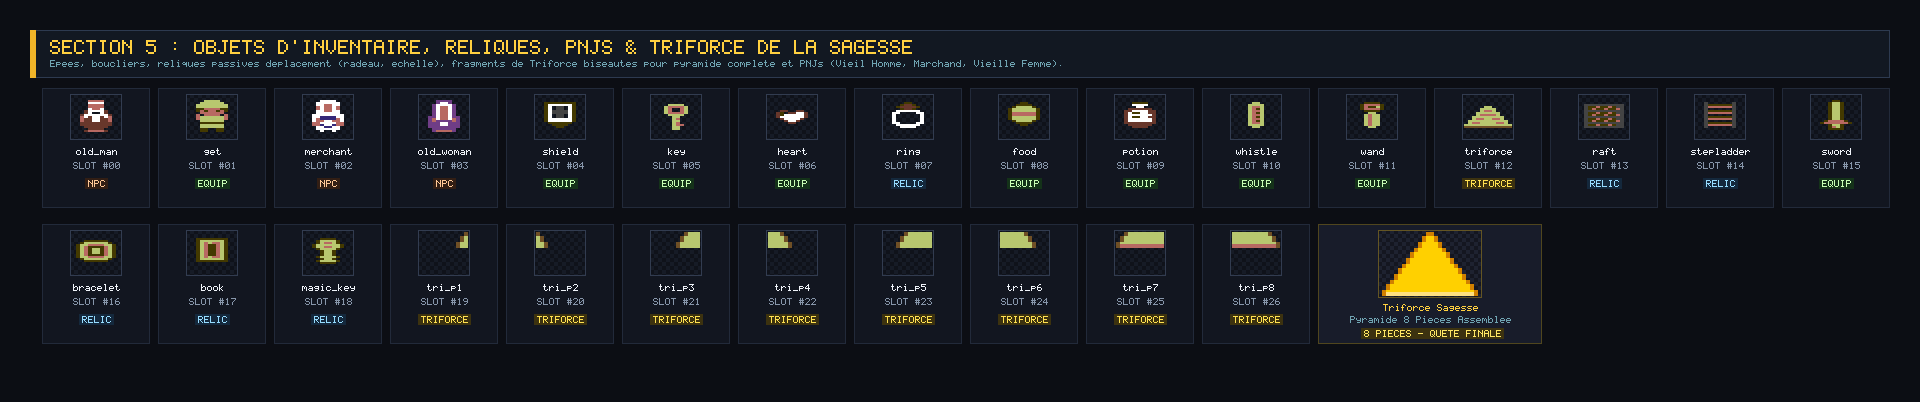 SECTION 5 : OBJETS D'INVENTAIRE, RELIQUES, PNJS & TRIFORCE DE LA SAGESSE
Epees, boucliers, reliques passives deplacement (radeau, echelle), fragments de Triforce biseautes pour pyramide complete et PNJs (Vieil Homme, Marchand, Vieille Femme).
old_man
SLOT #00
NPC
get
SLOT #01
EQUIP
merchant
SLOT #02
NPC
old_woman
SLOT #03
NPC
shield
SLOT #04
EQUIP
key
SLOT #05
EQUIP
heart
SLOT #06
EQUIP
ring
SLOT #07
RELIC
food
SLOT #08
EQUIP
potion
SLOT #09
EQUIP
whistle
SLOT #10
EQUIP
wand
SLOT #11
EQUIP
triforce
SLOT #12
TRIFORCE
raft
SLOT #13
RELIC
stepladder
SLOT #14
RELIC
sword
SLOT #15
EQUIP
bracelet
SLOT #16
RELIC
book
SLOT #17
RELIC
magic_key
SLOT #18
RELIC
tri_p1
SLOT #19
TRIFORCE
tri_p2
SLOT #20
TRIFORCE
tri_p3
SLOT #21
TRIFORCE
tri_p4
SLOT #22
TRIFORCE
tri_p5
SLOT #23
TRIFORCE
tri_p6
SLOT #24
TRIFORCE
tri_p7
SLOT #25
TRIFORCE
tri_p8
SLOT #26
TRIFORCE
Triforce Sagesse
Pyramide 8 Pieces Assemblee
8 PIECES - QUETE FINALE